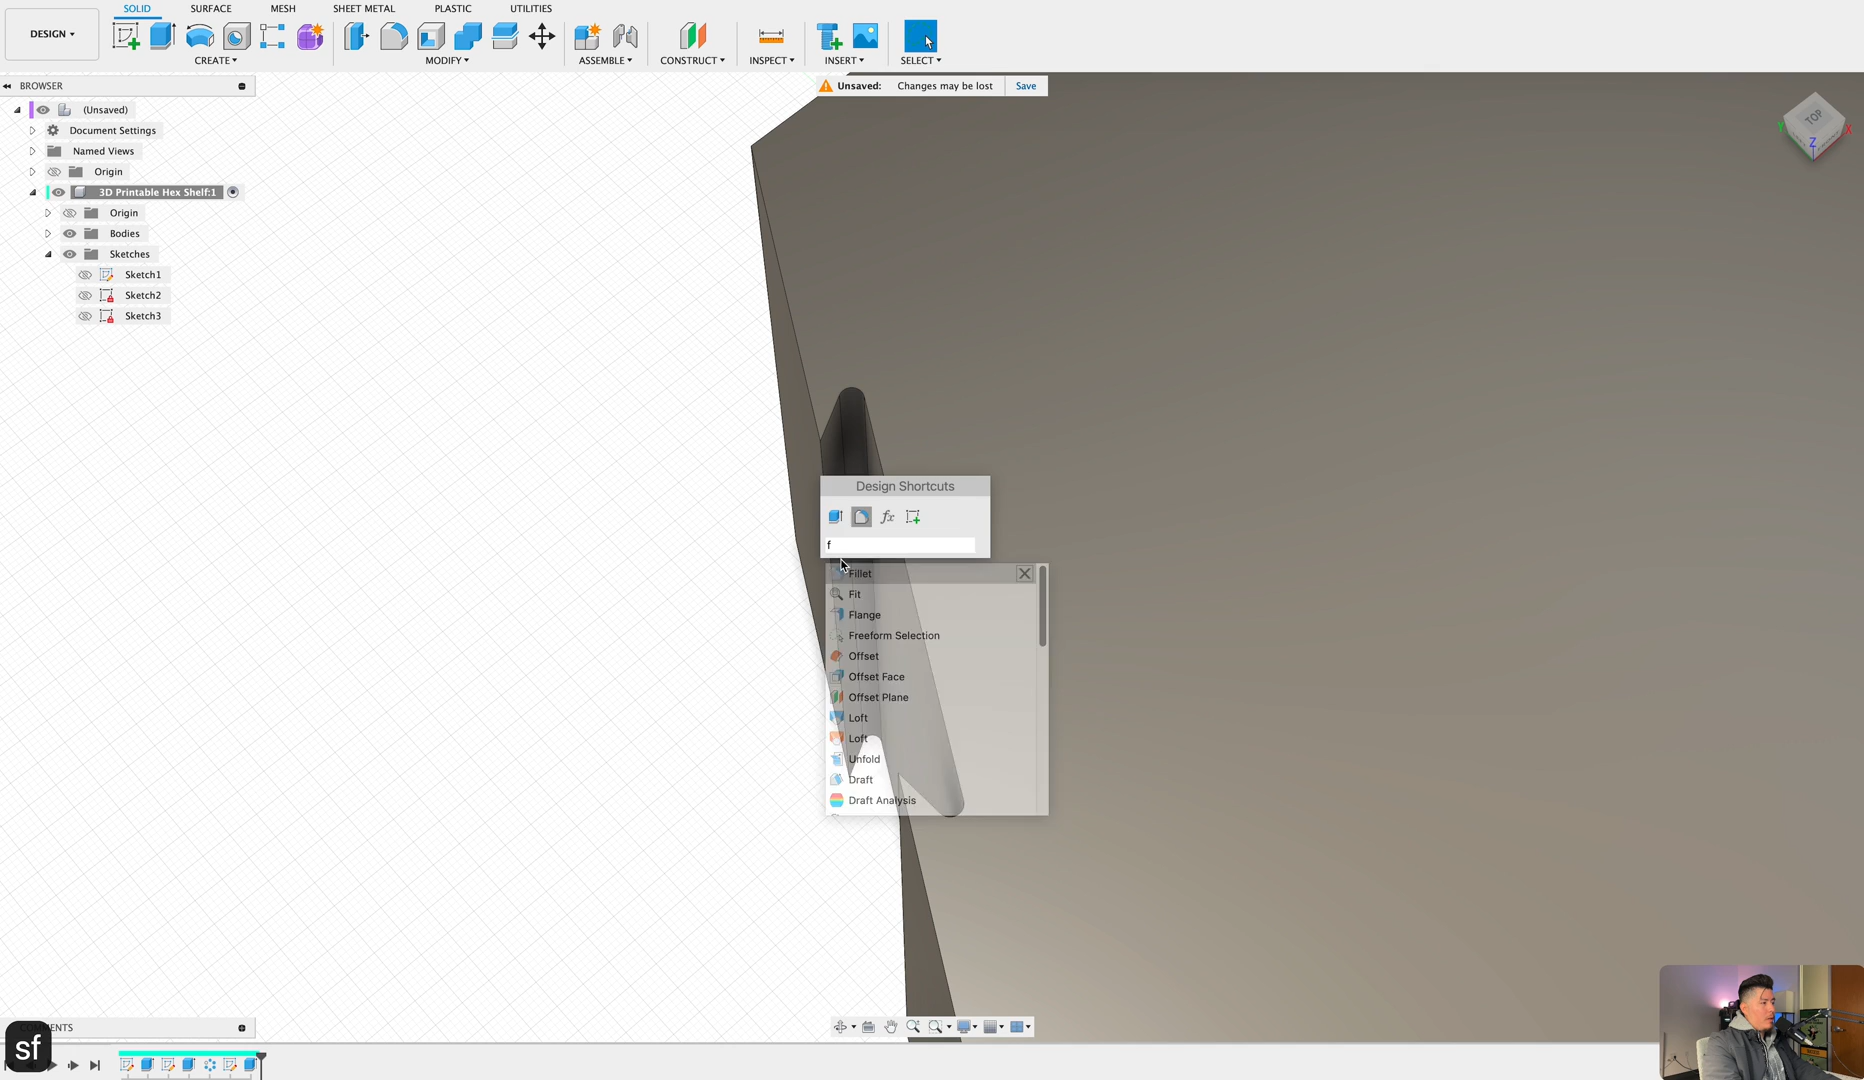 SOLID
SURFACE
MESH
SHEET METAL
PLASTIC
UTILITIES
DESIGN
CREATE
MODIFY
ASSEMBLE
CONSTRUCT
INSPECT
INSERT
SELECT
BROWSER
Unsaved: Changes may be lost Save
(Unsaved)
Document Settings
Named Views
Origin
3D Printable Hex Shelf:1
Origin
Bodies
Sketches
Sketch1
Sketch2
Sketch3
TOP
Y
Z
X
Design Shortcuts
fx
f
Fillet
Fit
Flange
Freeform Selection
Offset
Offset Face
Offset Plane
Loft
Loft
Unfold
Draft
Draft Analysis
COMMENTS
sf